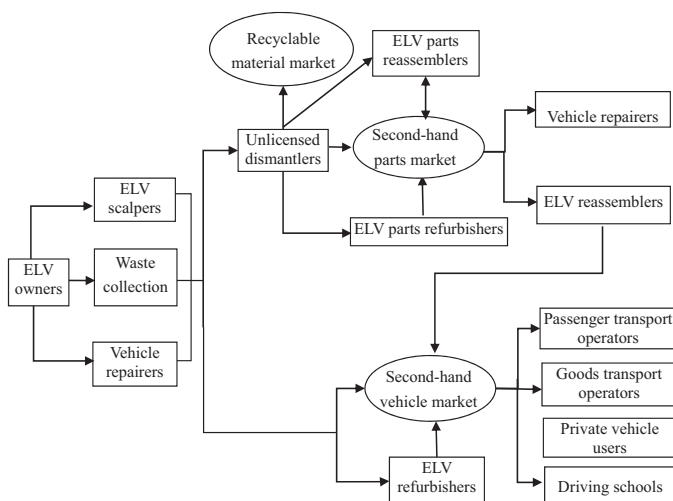 Recyclable
material market
ELV parts
reassemblers
Unlicensed
dismantlers
Second-hand
parts market
Vehicle repairers
ELV
scalpers
ELV reassemblers
ELV parts refurbishers
ELV
owners
Waste
collection
Vehicle
repairers
Passenger transport
operators
Second-hand
vehicle market
Goods transport
operators
Private vehicle
users
ELV
refurbishers
Driving schools